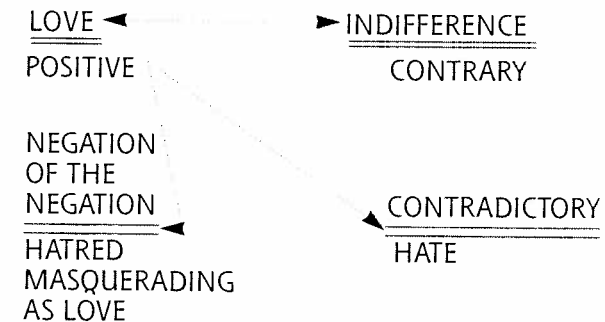 LOVE
INDIFFERENCE
POSITIVE
CONTRARY
NEGATION
OF THE
NEGATION
CONTRADICTORY
HATRED
HATE
MASQUERADING
AS LOVE